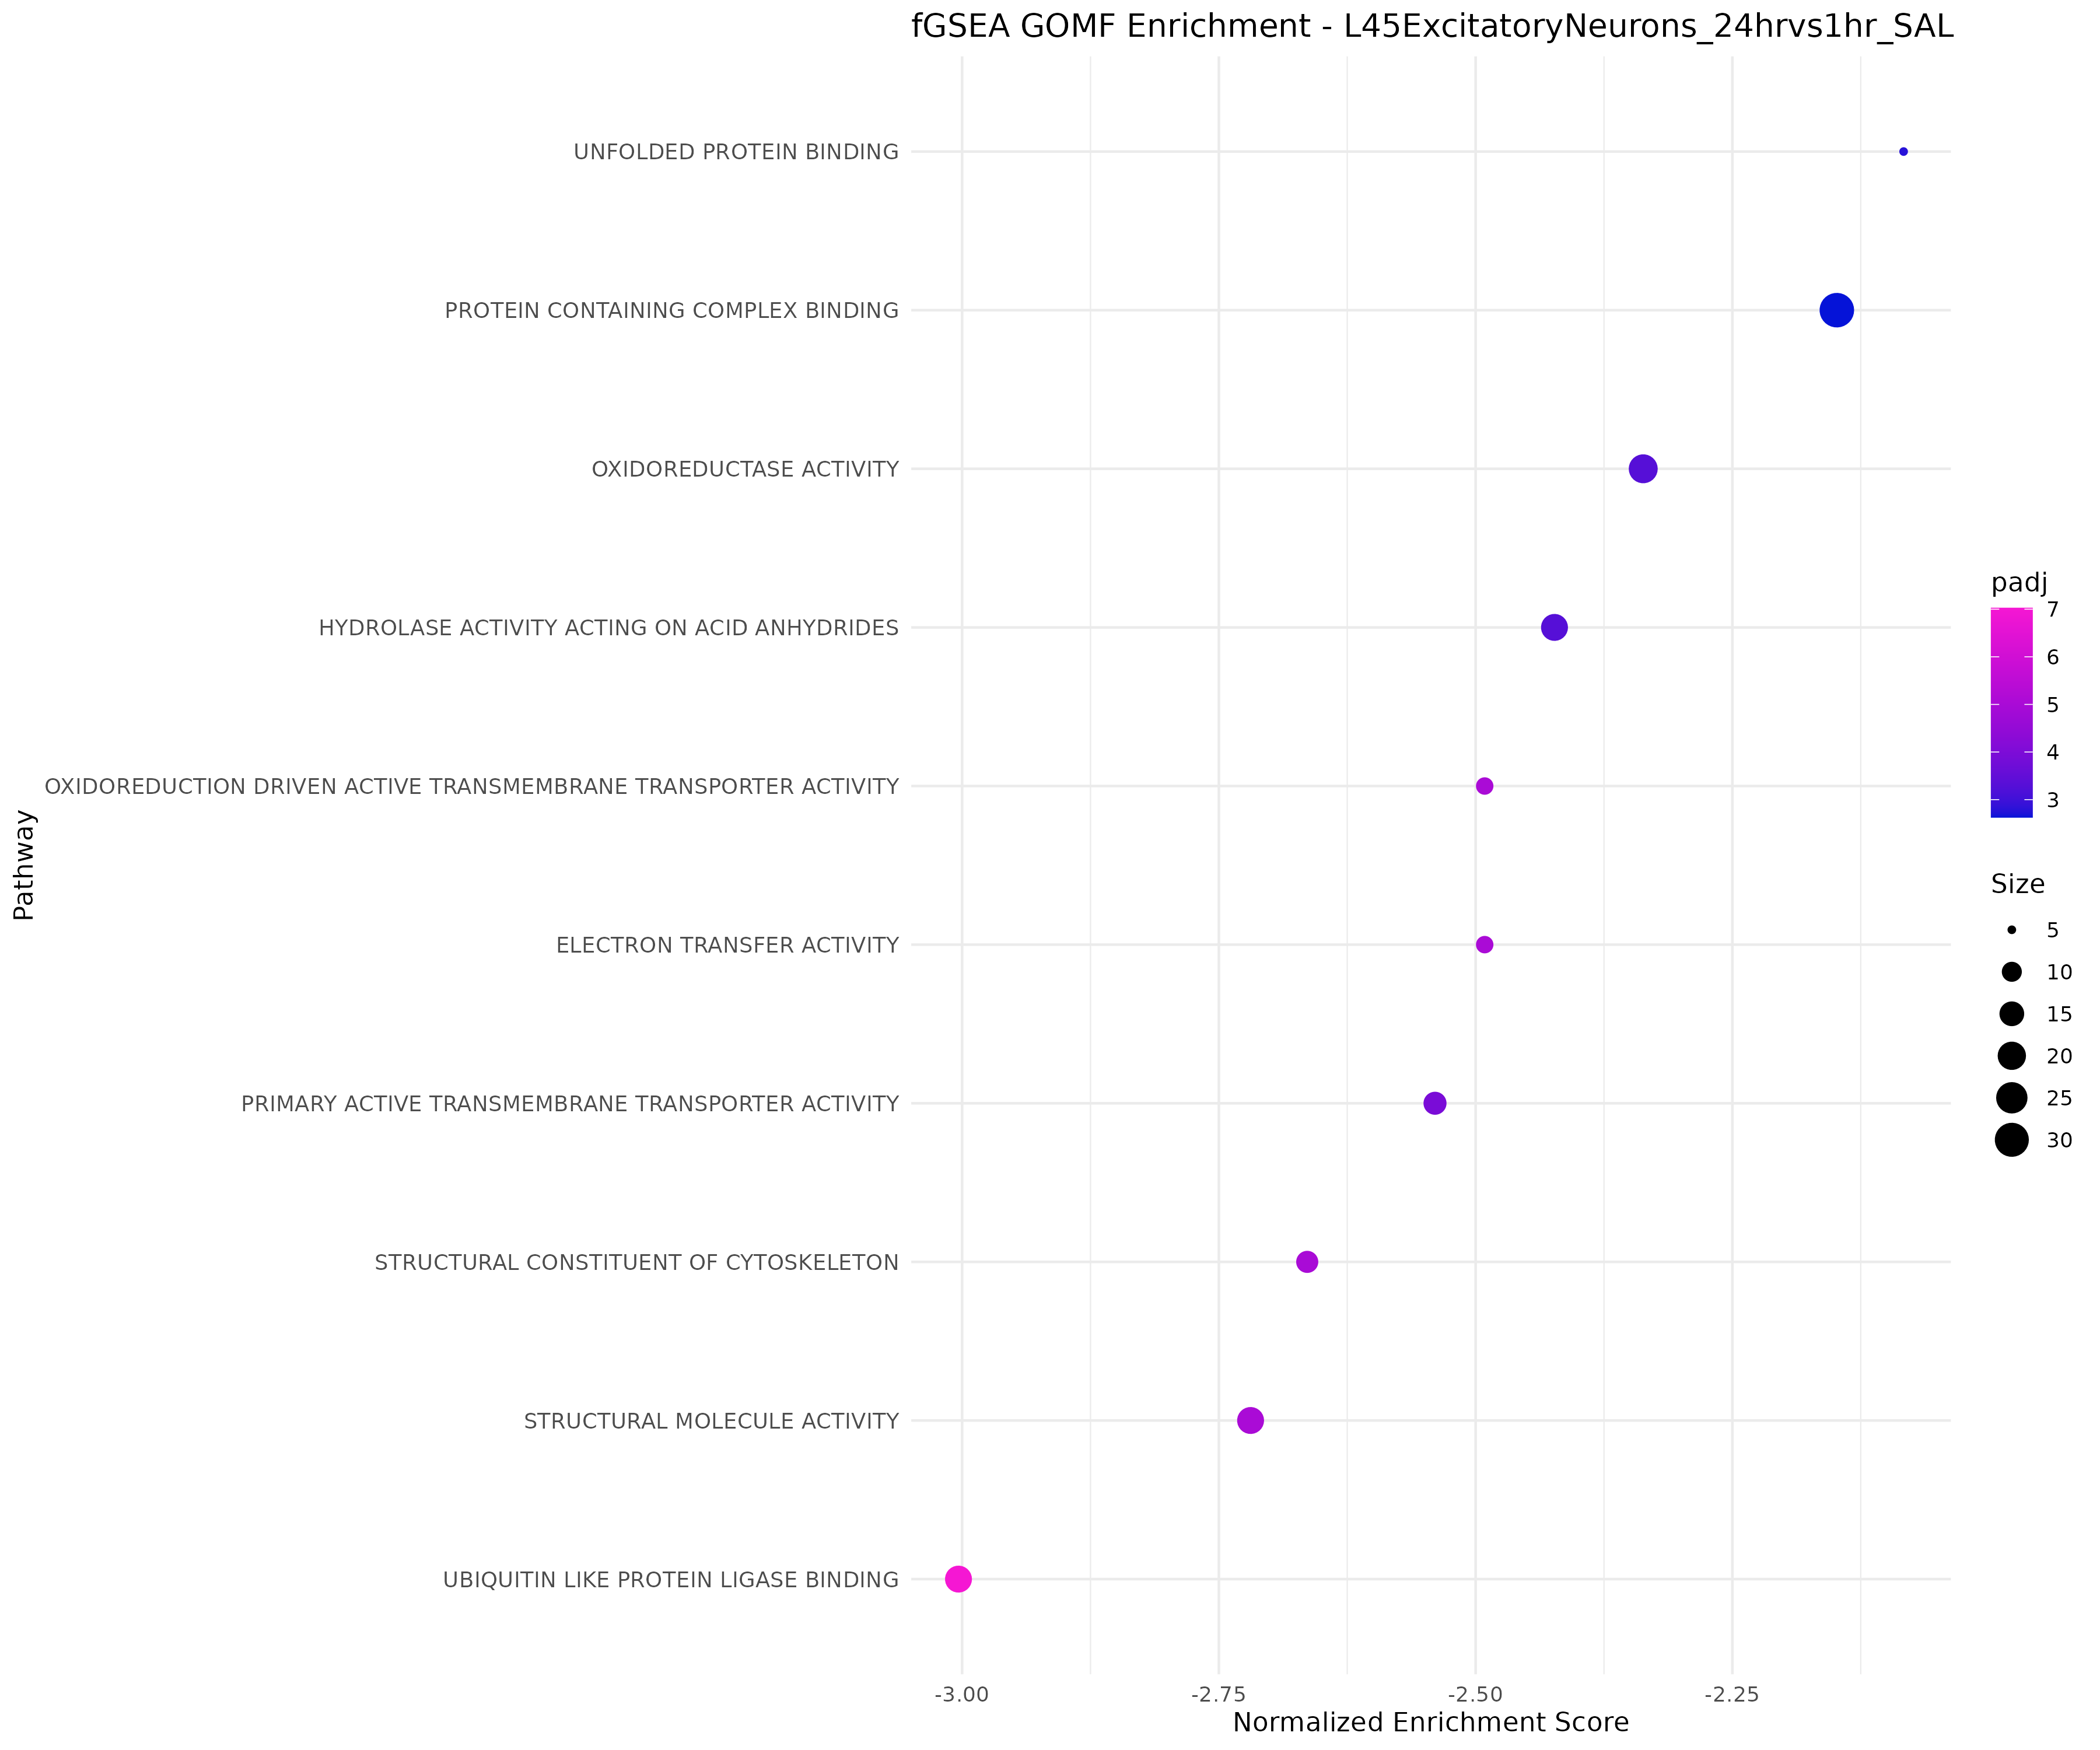 fGSEA GOMF Enrichment - L45ExcitatoryNeurons_24hrvs1hr_SAL
UNFOLDED PROTEIN BINDING
PROTEIN CONTAINING COMPLEX BINDING
OXIDOREDUCTASE ACTIVITY
HYDROLASE ACTIVITY ACTING ON ACID ANHYDRIDES
OXIDOREDUCTION DRIVEN ACTIVE TRANSMEMBRANE TRANSPORTER ACTIVITY
ELECTRON TRANSFER ACTIVITY
PRIMARY ACTIVE TRANSMEMBRANE TRANSPORTER ACTIVITY
STRUCTURAL CONSTITUENT OF CYTOSKELETON
STRUCTURAL MOLECULE ACTIVITY
UBIQUITIN LIKE PROTEIN LIGASE BINDING
Pathway
-3.00
-2.75
-2.50
-2.25
Normalized Enrichment Score
padj
7
6
5
4
3
Size
5
10
15
20
25
30